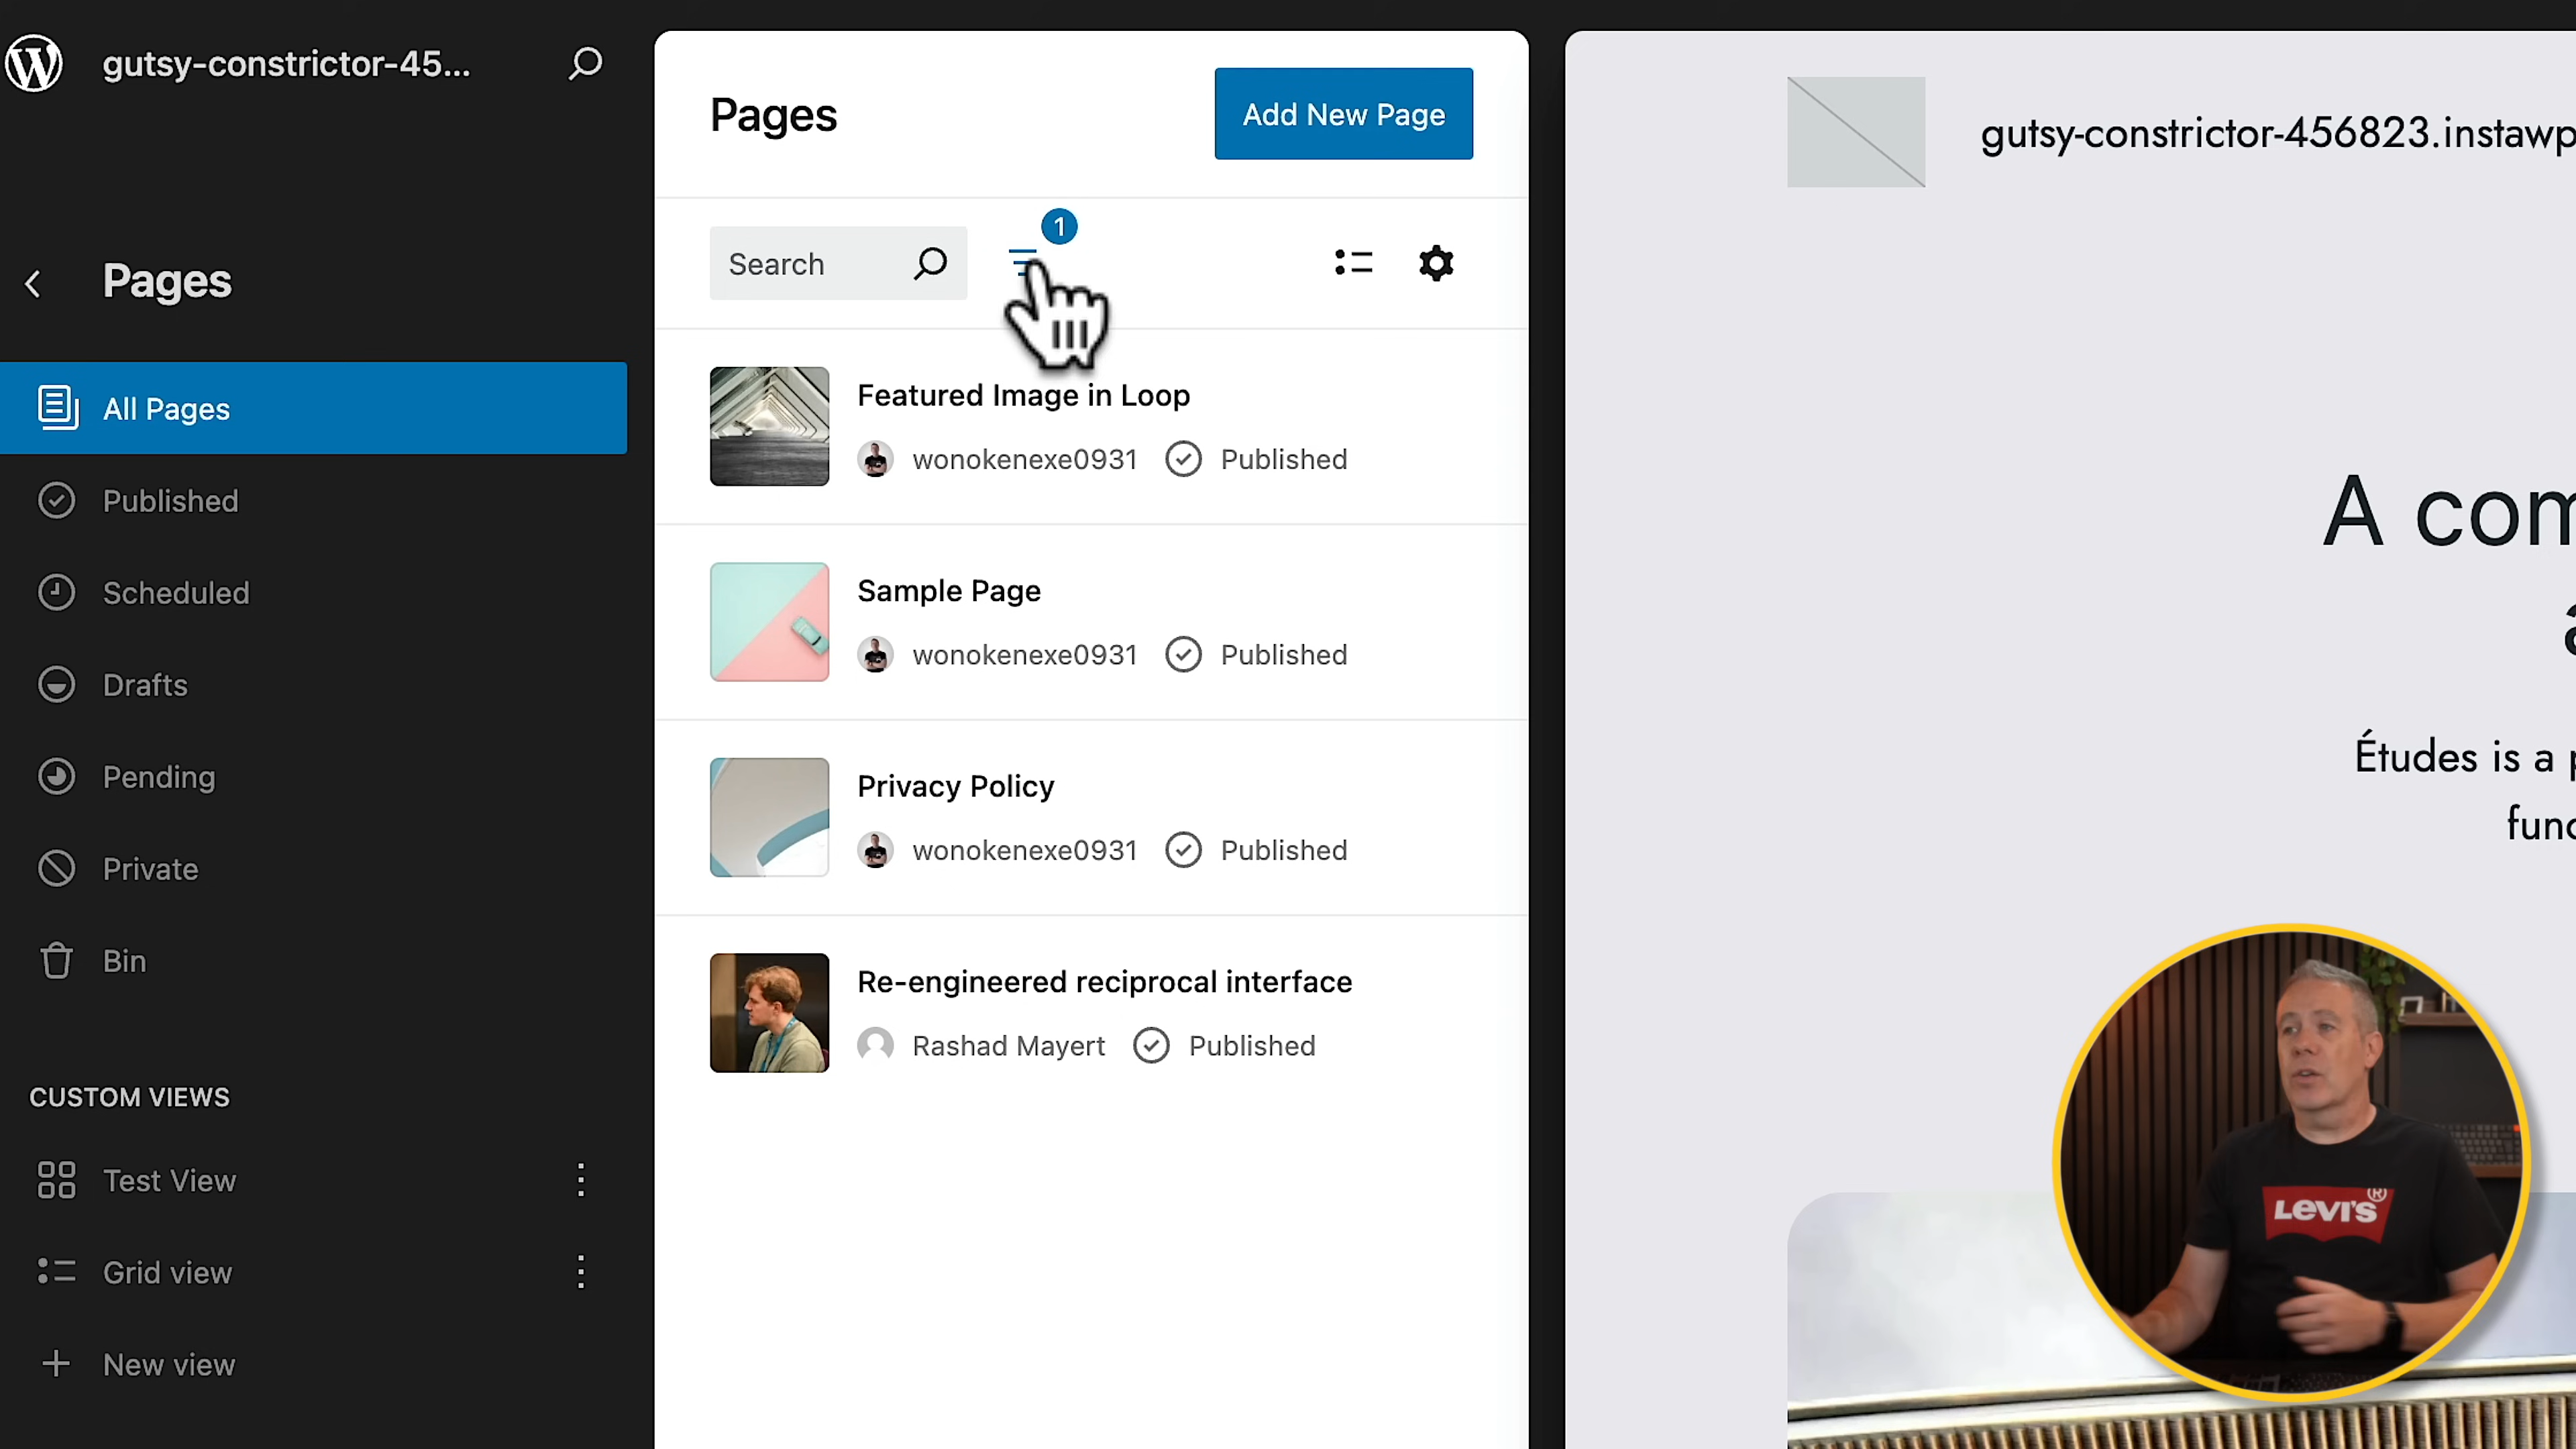 gutsy-constrictor-45...
Pages
All Pages
Published
Scheduled
Drafts
Pending
Private
Bin
CUSTOM VIEWS
Test View
Grid view
New view
Pages
Add New Page
Search
1
Featured Image in Loop
wonokenexe0931 Published
Sample Page
wonokenexe0931 Published
Privacy Policy
wonokenexe0931 Published
Re-engineered reciprocal interface
Rashad Mayert Published
gutsy-constrictor-456823.instawp
A com
a
Études is a p
func
LEVI'S®